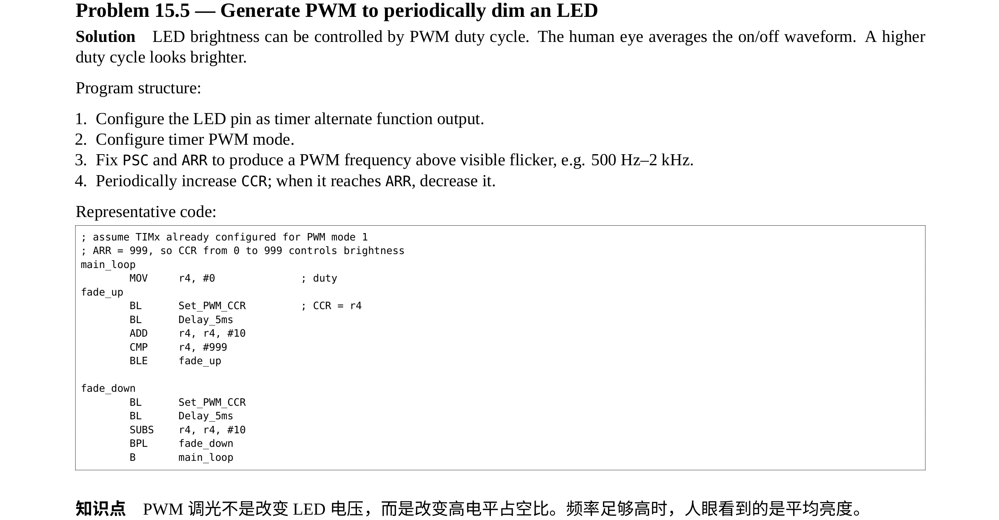 Problem 15.5 — Generate PWM to periodically dim an LED
Solution LED brightness can be controlled by PWM duty cycle. The human eye averages the on/off waveform. A higher
duty cycle looks brighter.
Program structure:
1. Configure the LED pin as timer alternate function output.
2. Configure timer PWM mode.
3. Fix PSC and ARR to produce a PWM frequency above visible flicker, e.g. 500 Hz–2 kHz.
4. Periodically increase CCR; when it reaches ARR, decrease it.
Representative code:
; assume TIMx already configured for PWM mode 1
; ARR = 999, so CCR from 0 to 999 controls brightness
main_loop
        MOV     r4, #0              ; duty
fade_up
        BL      Set_PWM_CCR         ; CCR = r4
        BL      Delay_5ms
        ADD     r4, r4, #10
        CMP     r4, #999
        BLE     fade_up
fade_down
        BL      Set_PWM_CCR
        BL      Delay_5ms
        SUBS    r4, r4, #10
        BPL     fade_down
        B       main_loop
知识点 PWM 调光不是改变 LED 电压，而是改变高电平占空比。频率足够高时，人眼看到的是平均亮度。